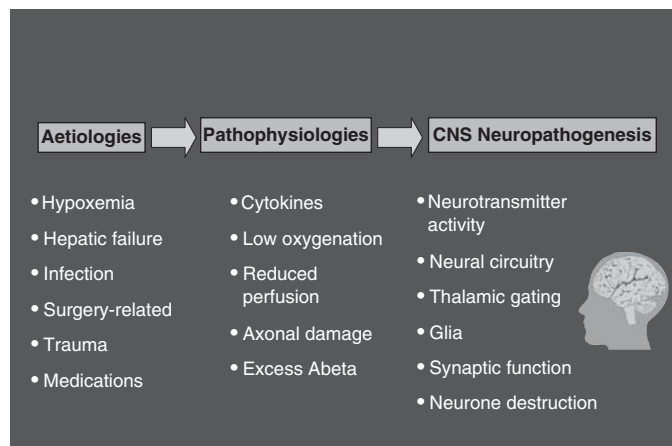 Aetiologies
Pathophysiologies
CNS Neuropathogenesis
• Hypoxemia
• Hepatic failure
• Infection
• Surgery-related
• Trauma
• Medications
• Cytokines
• Low oxygenation
• Reduced
perfusion
• Axonal damage
• Excess Abeta
• Neurotransmitter
activity
• Neural circuitry
• Thalamic gating
• Glia
• Synaptic function
• Neurone destruction